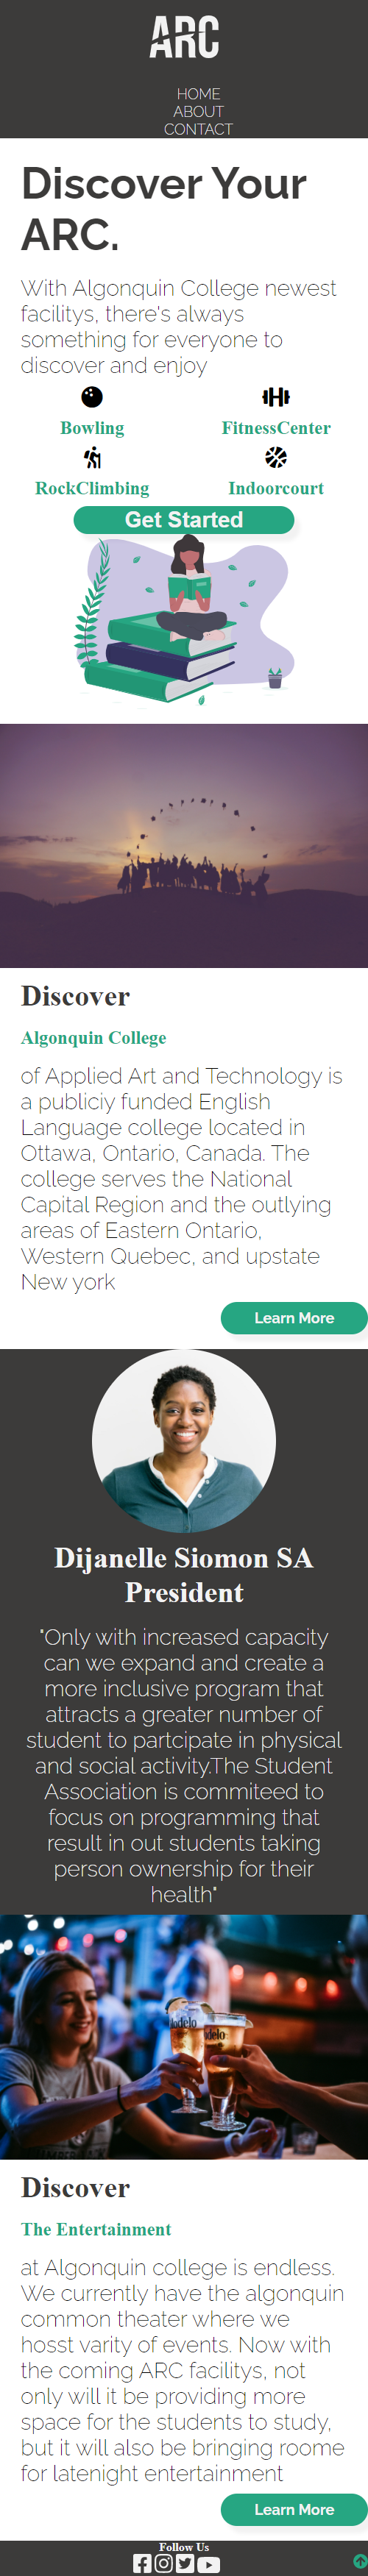 ARC
HOME
ABOUT
CONTACT
Discover Your
ARC.
With Algonquin College newest
facilitys, there's always
something for everyone to
discover and enjoy
Bowling FitnessCenter
RockClimbing Indoorcourt
Get Started
Discover
Algonquin College
of Applied Art and Technology is
a publiciy funded English
Language college located in
Ottawa, Ontario, Canada. The
college serves the National
Capital Region and the outlying
areas of Eastern Ontario,
Western Quebec, and upstate
New york
Learn More
Dijanelle Siomon SA
President
"Only with increased capacity
can we expand and create a
more inclusive program that
attracts a greater number of
student to partcipate in physical
and social activity.The Student
Association is commiteed to
focus on programming that
result in out students taking
person ownership for their
health"
Modelo
odelo
Discover
The Entertainment
at Algonquin college is endless.
We currently have the algonquin
common theater where we
hosst varity of events. Now with
the coming ARC facilitys, not
only will it be providing more
space for the students to study,
but it will also be bringing roome
for latenight entertainment
Learn More
Follow Us